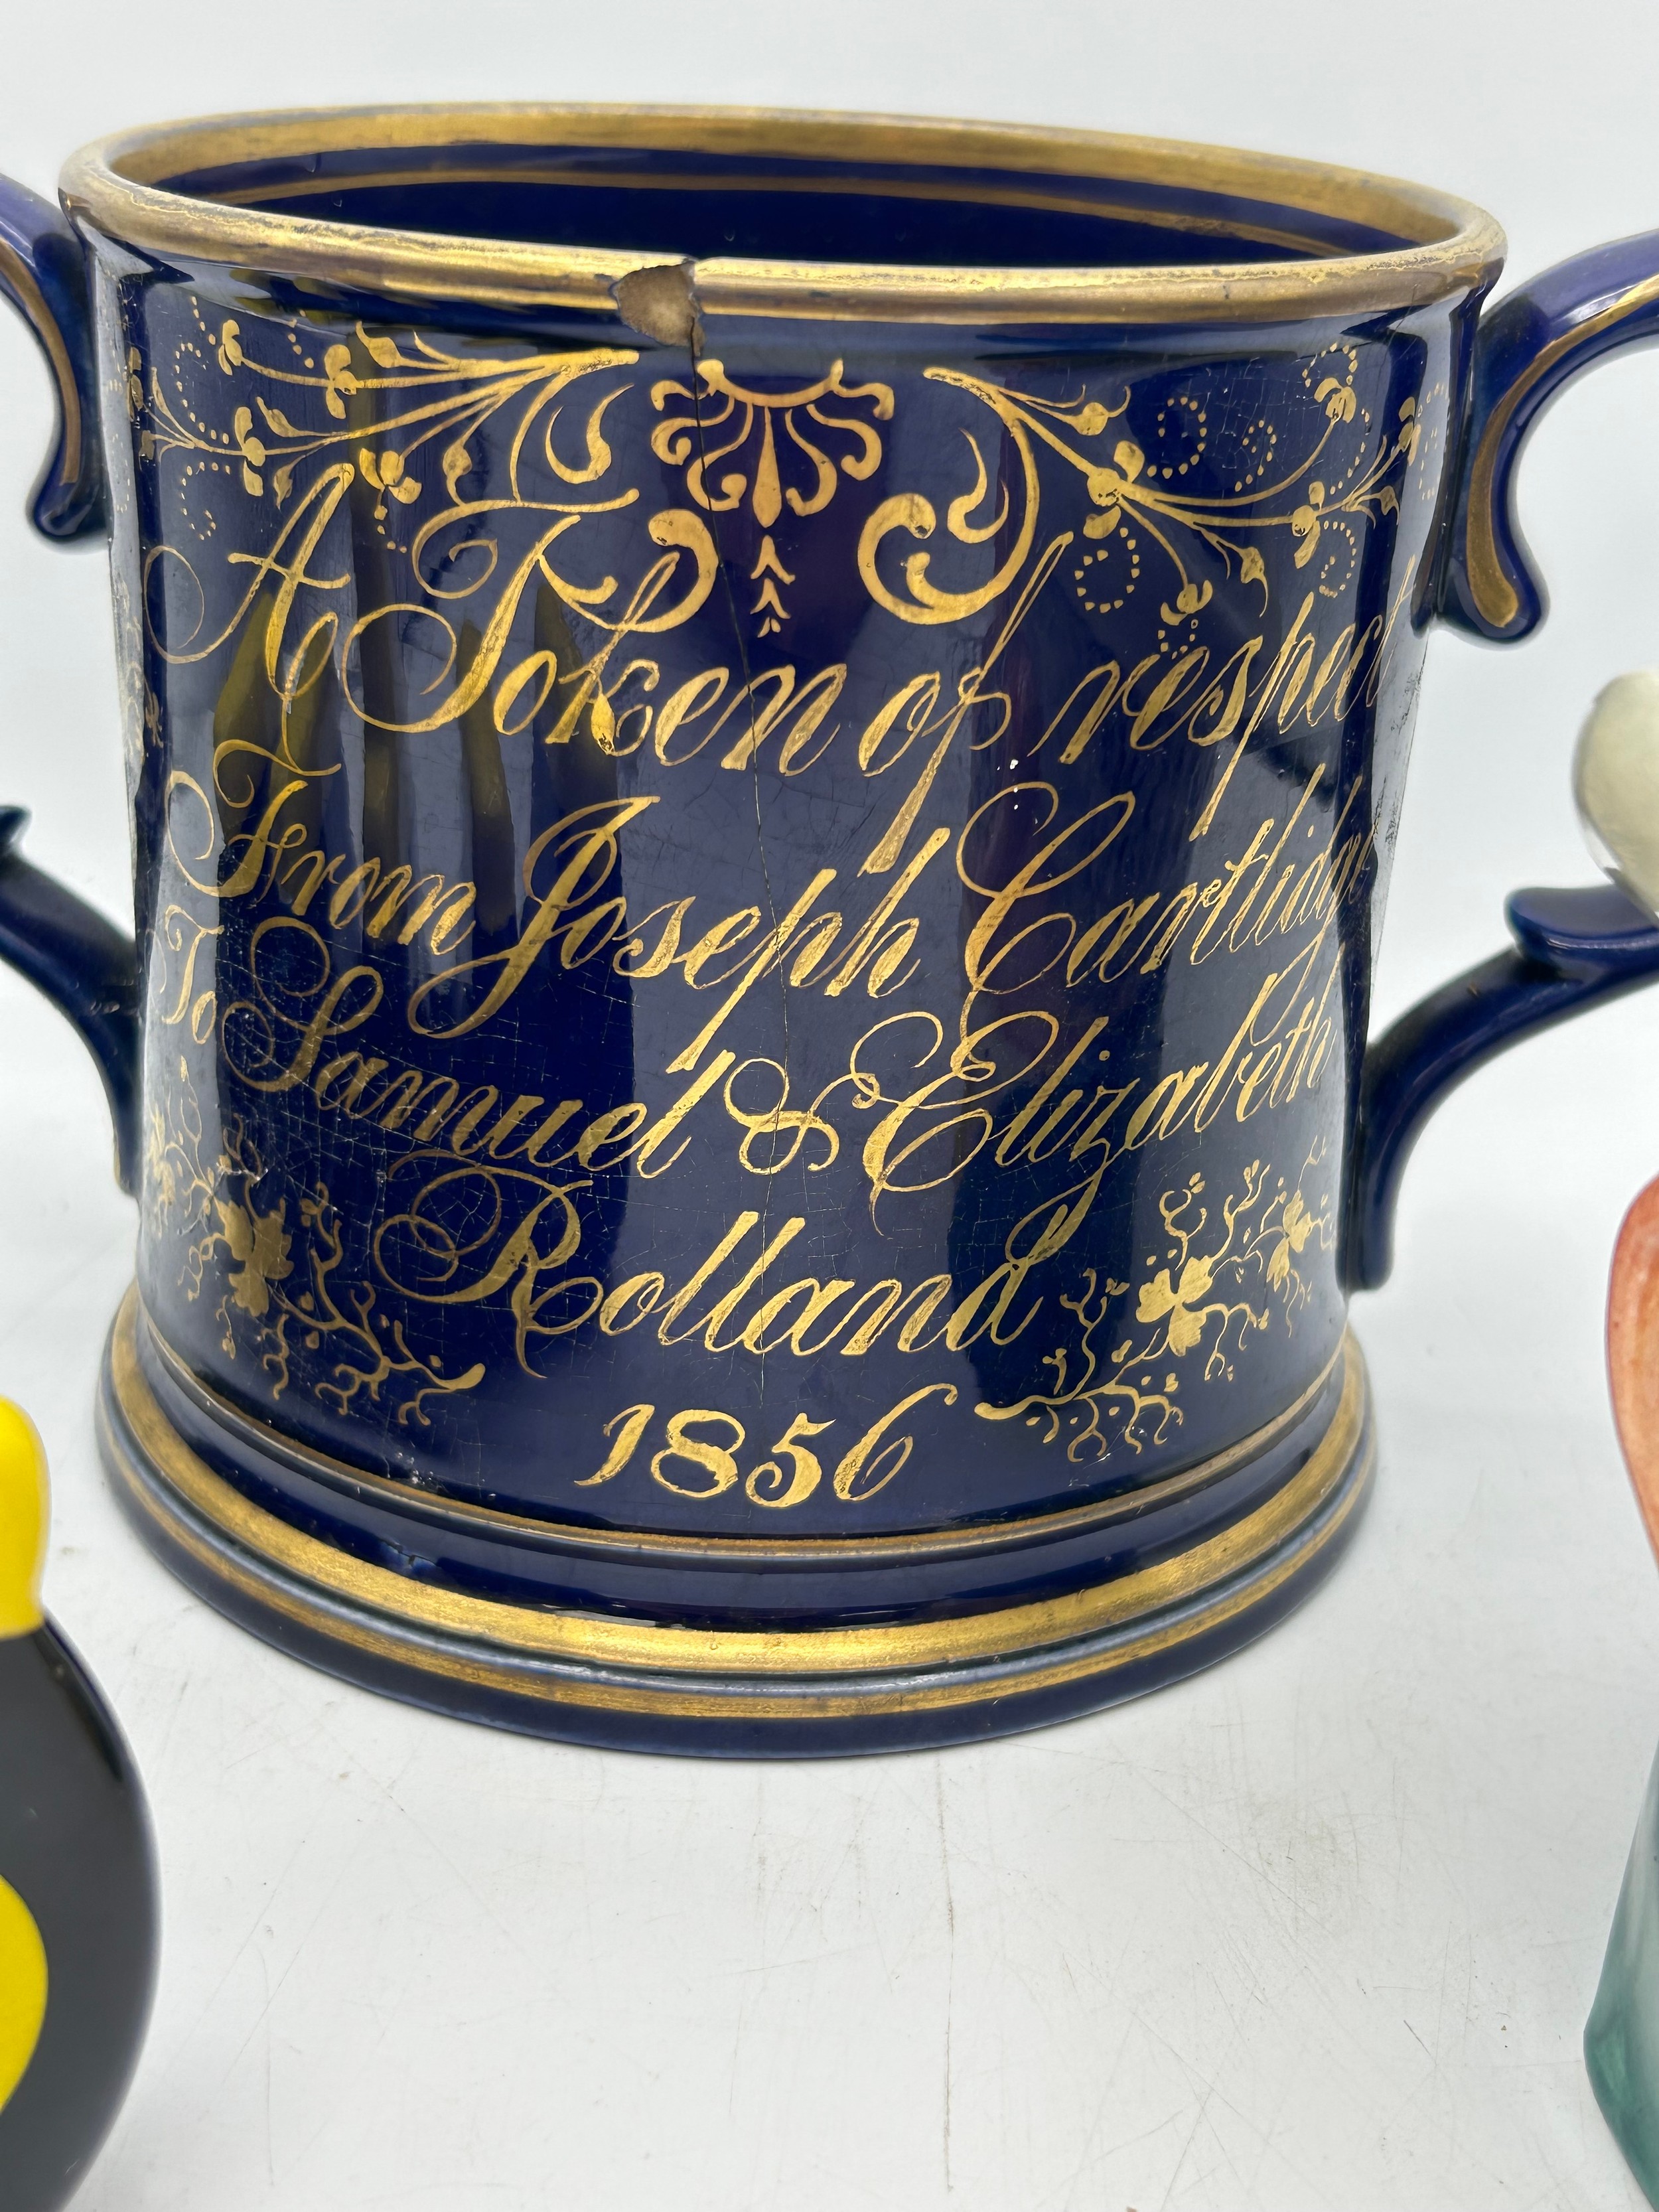 A Token of respect
From Joseph Cartlidge
To Samuel & Elizabeth
Rolland
1856